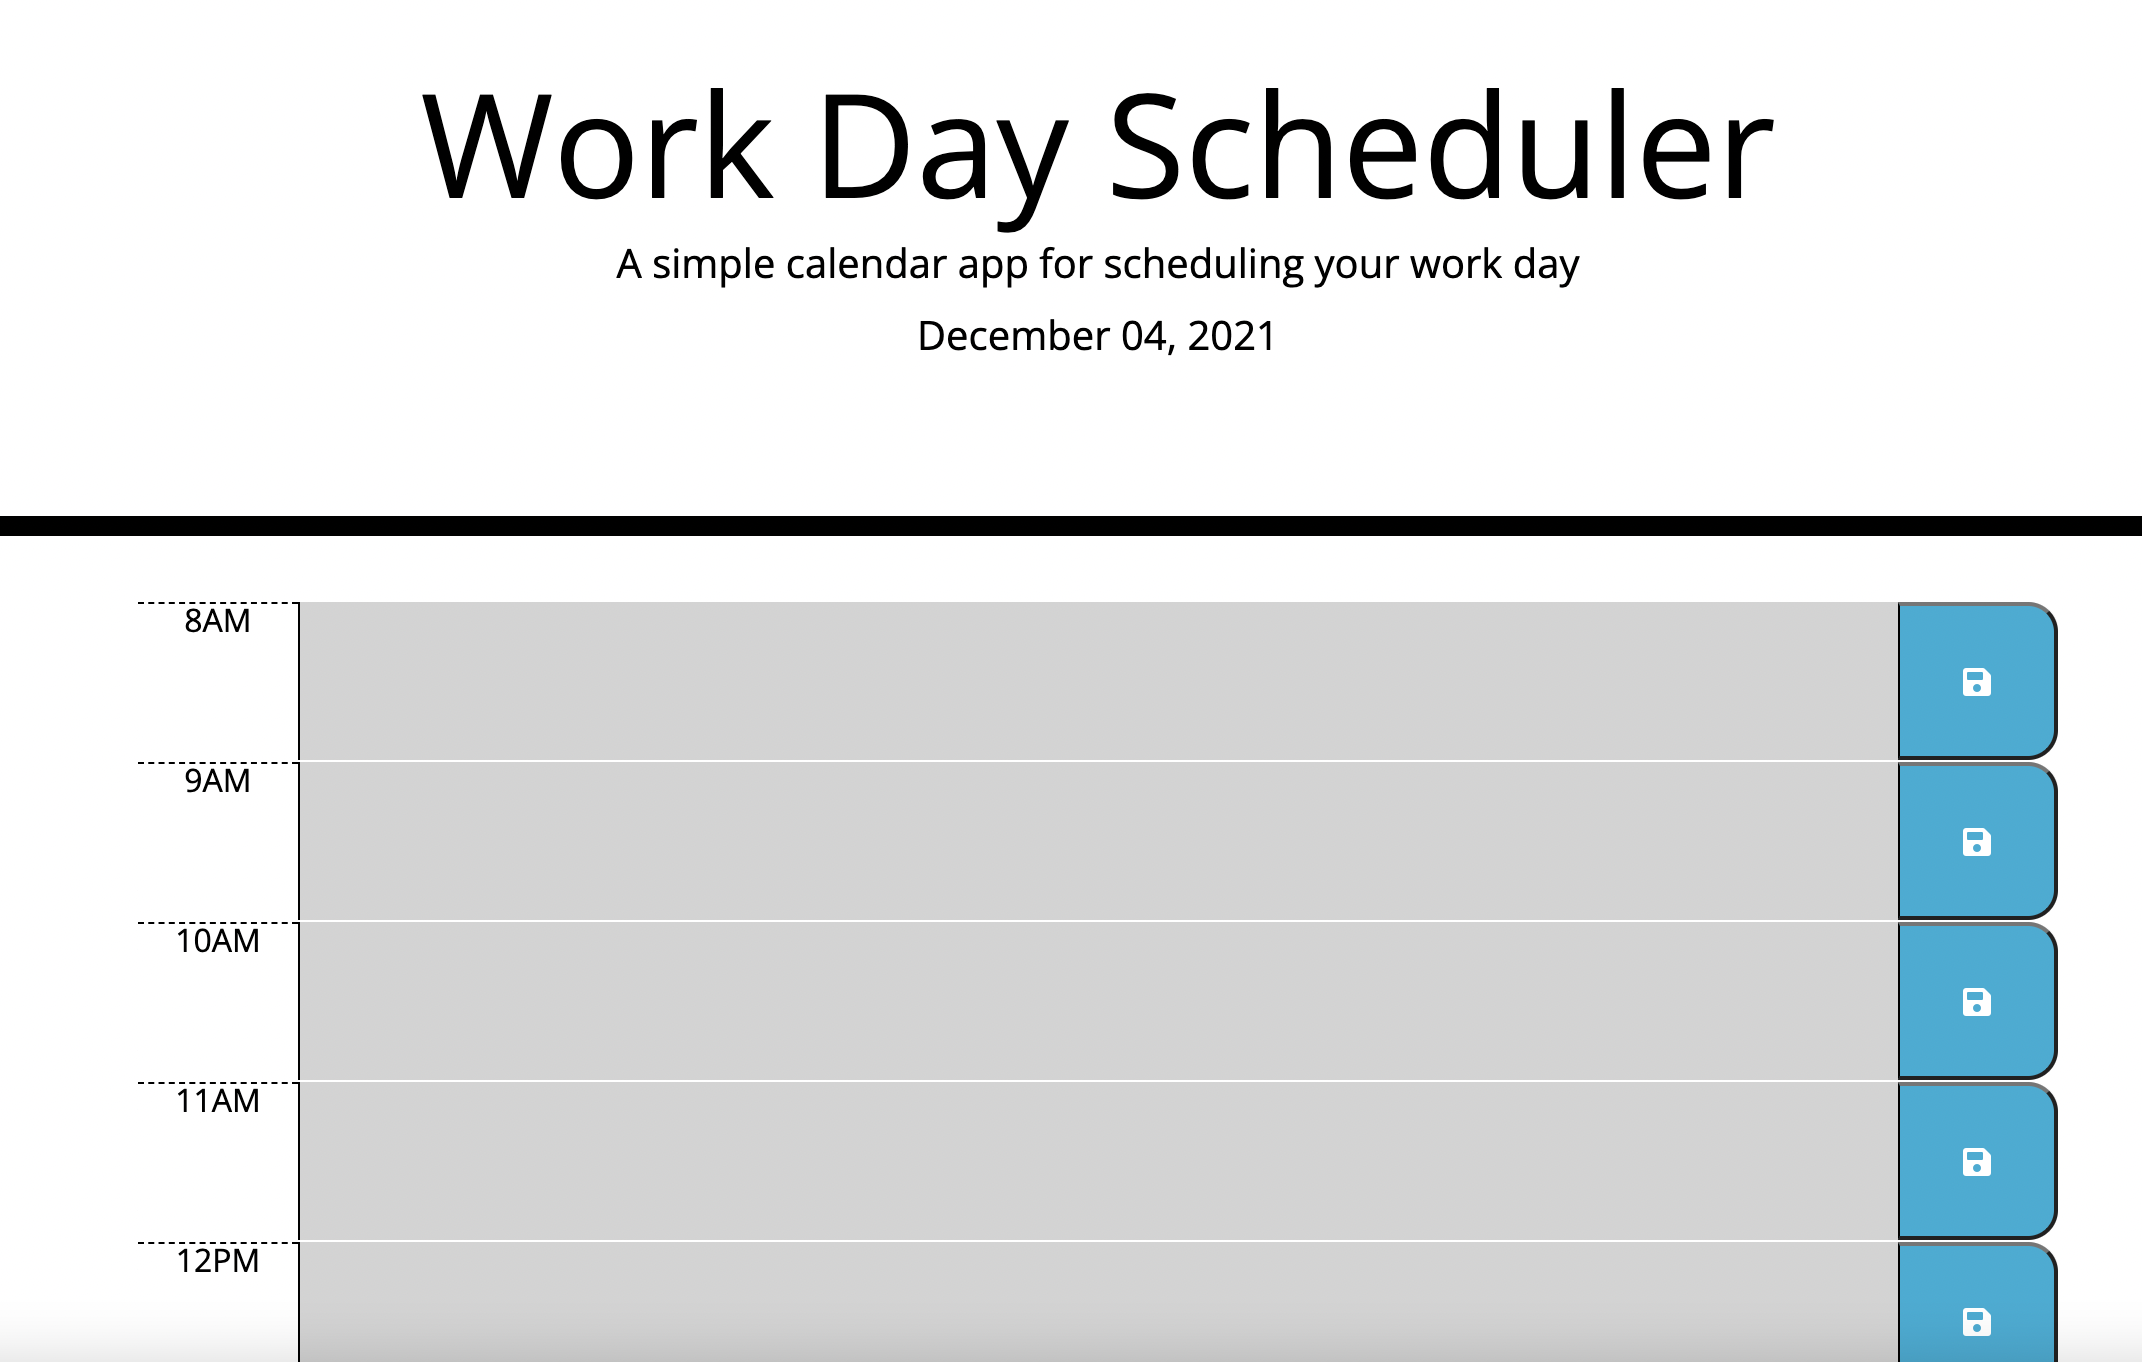 Work Day Scheduler
A simple calendar app for scheduling your work day
December 04, 2021
8AM
9AM
10AM
11AM
12PM